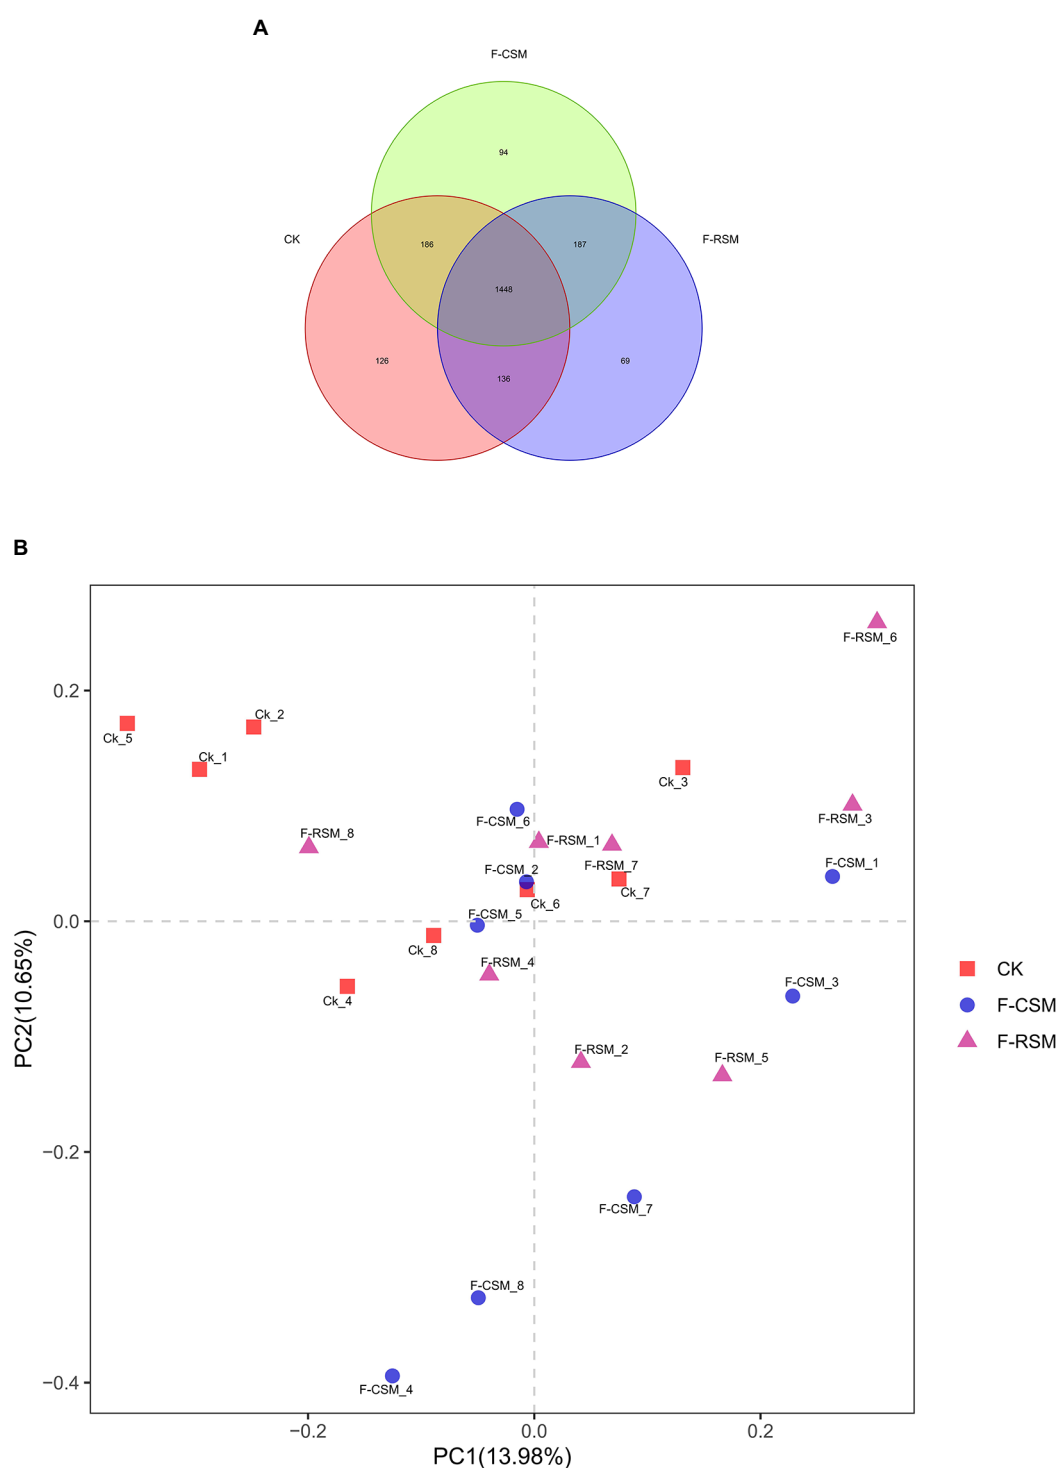 A
F-CSM
94
CK
F-RSM
186
187
1448
126
69
136
B
F-RSM_6
0.2
Ck_2
Ck_5
Ck_1
Ck_3
F-RSM_3
F-CSM_6
F-RSM_8
F-RSM_1
F-CSM_1
F-RSM_7
F-CSM_2
Ck_7
Ck_6
F-CSM_5
0.0
Ck_8
F-RSM_4
CK
F-CSM_3
Ck_4
F-CSM
PC2(10.65%)
F-RSM
F-RSM_2
F-RSM_5
−0.2
F-CSM_7
F-CSM_8
−0.4
F-CSM_4
−0.2
0.0
0.2
PC1(13.98%)